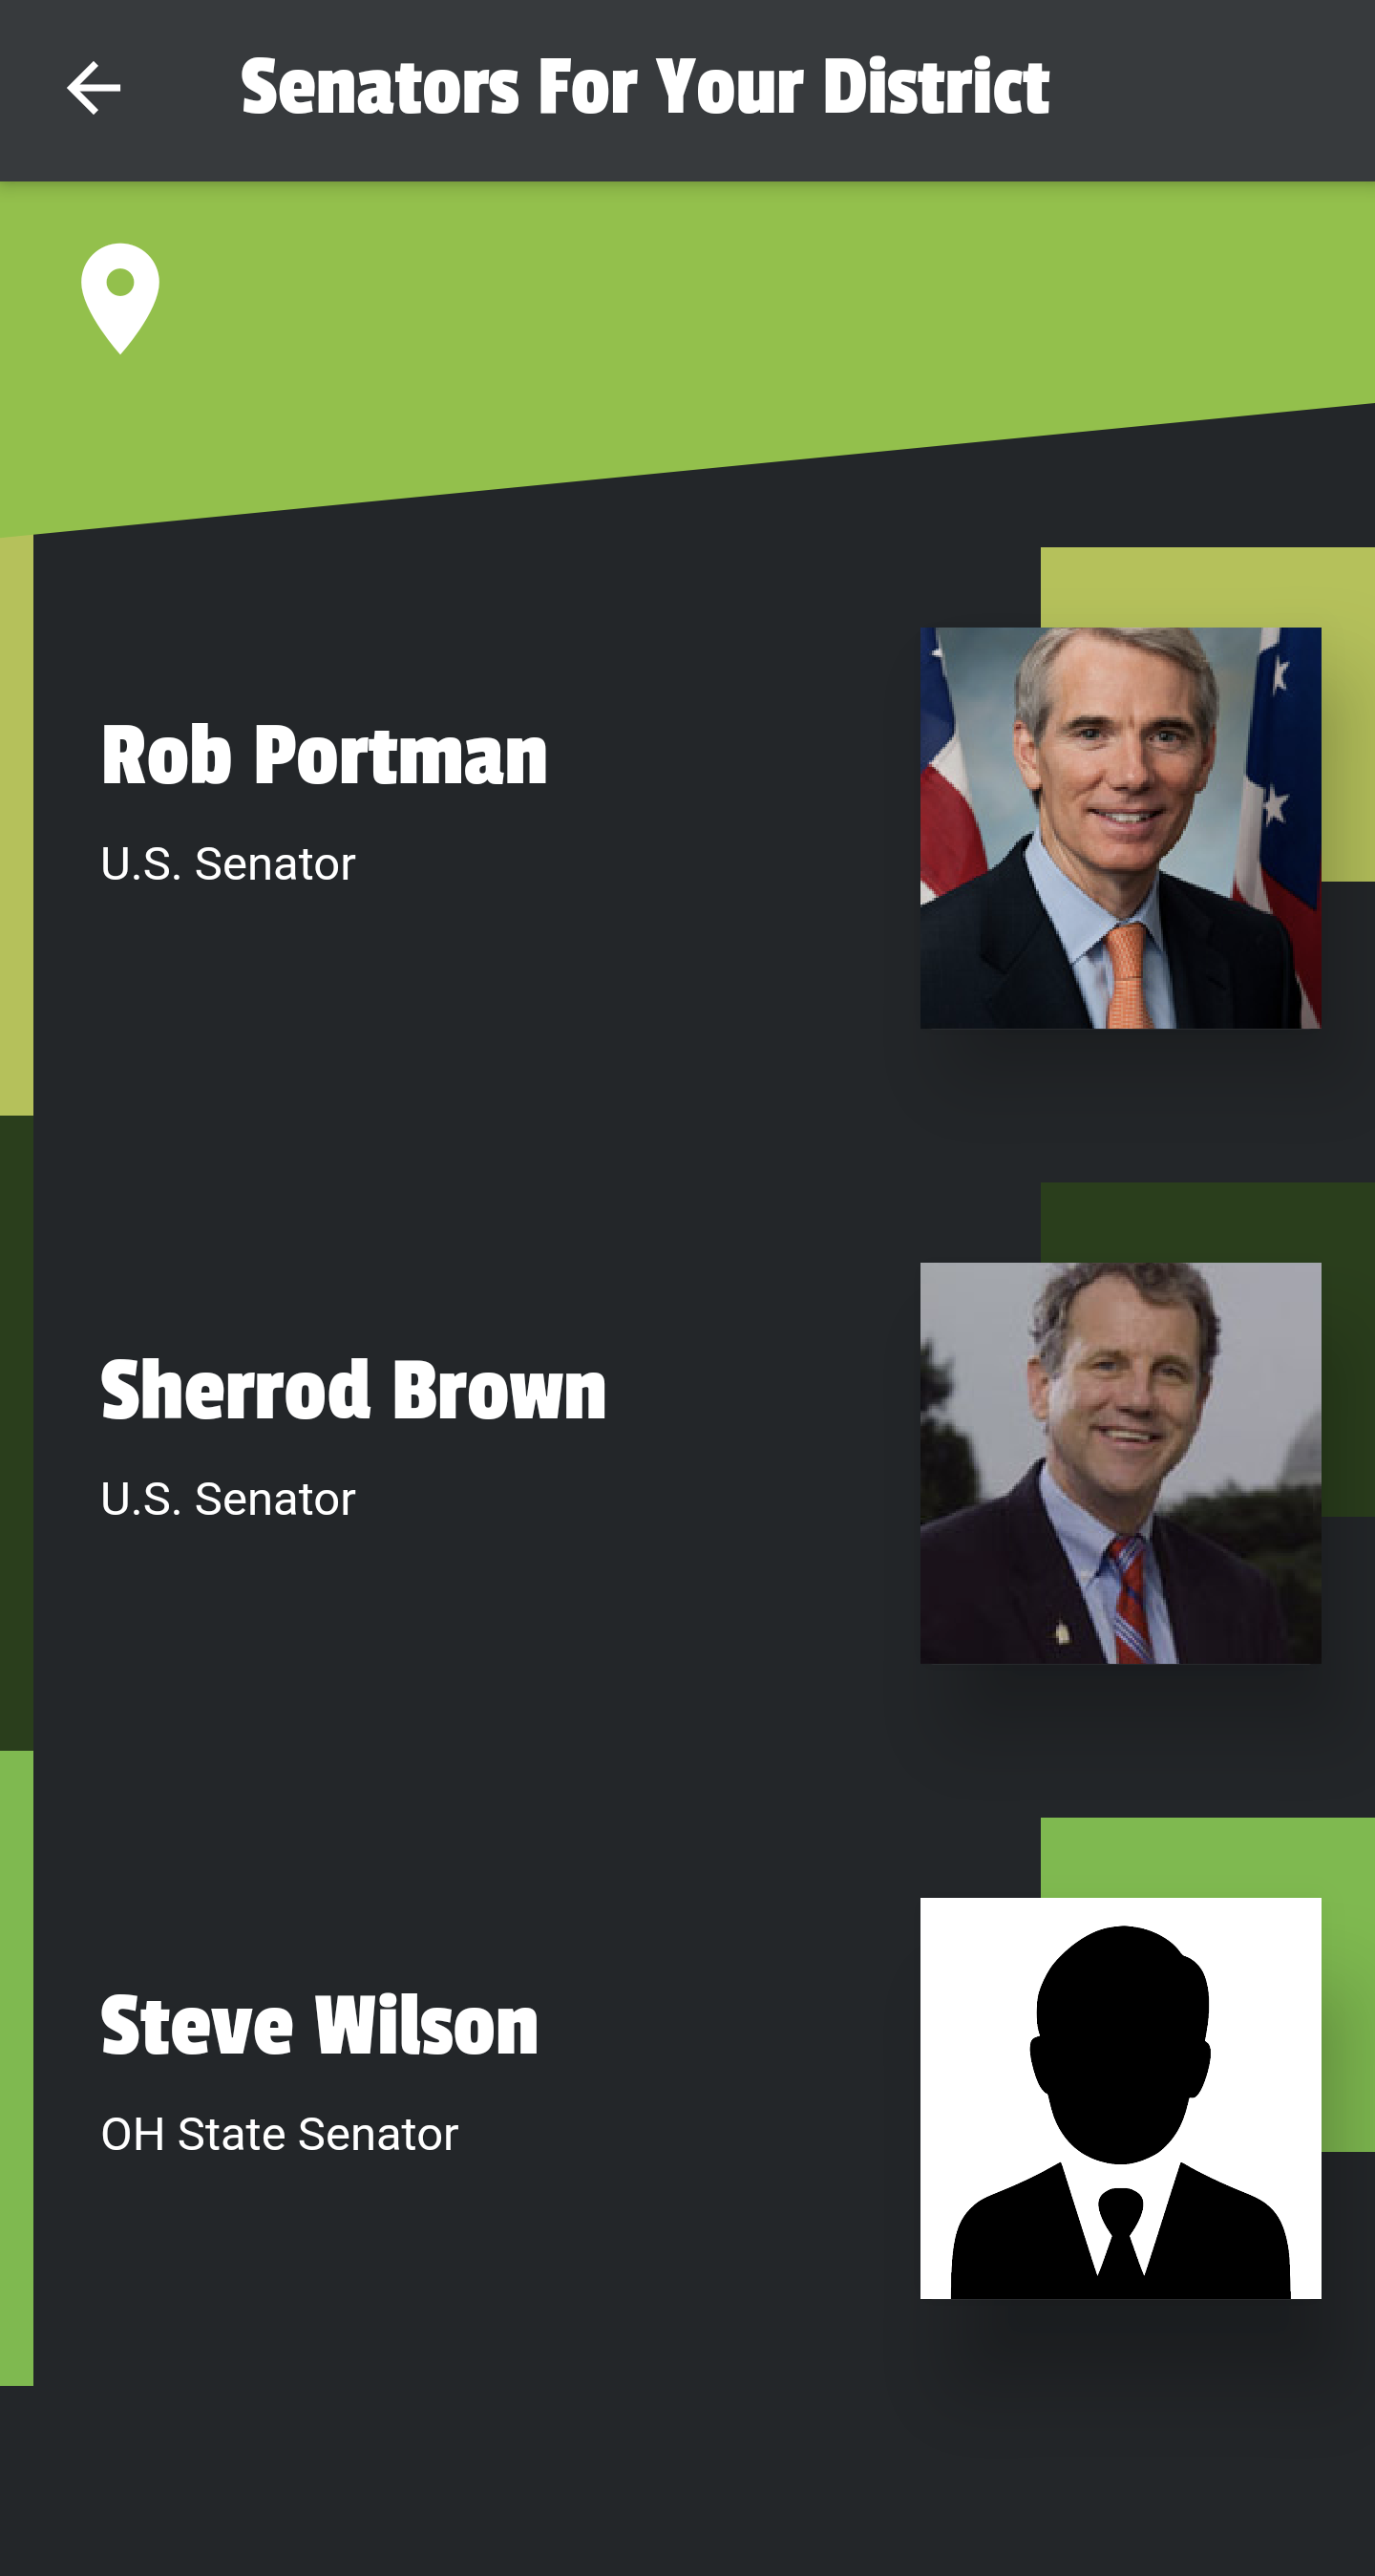 Senators For Your District
Rob Portman
U.S. Senator
Sherrod Brown
U.S. Senator
Steve Wilson
OH State Senator